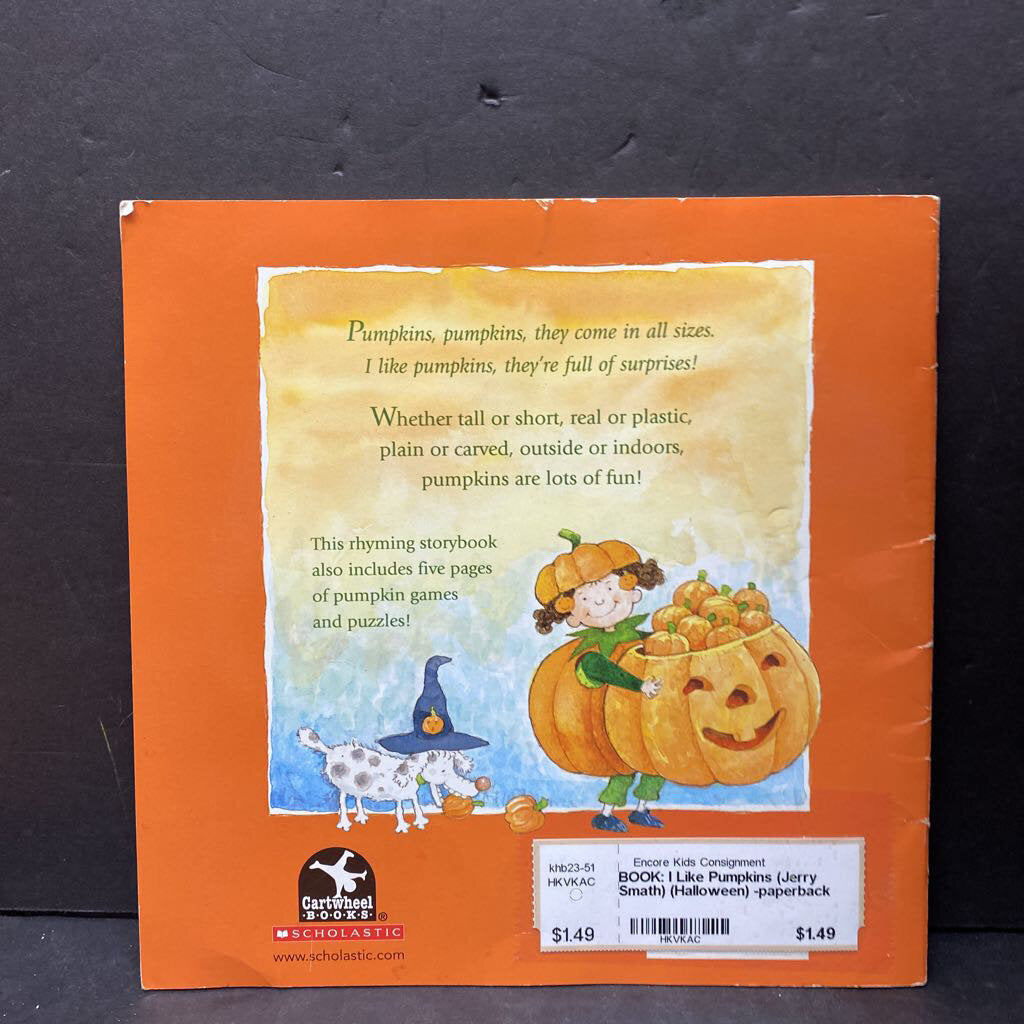 Pumpkins, pumpkins, they come in all sizes.
I like pumpkins, they're full of surprises!
Whether tall or short, real or plastic,
plain or carved, outside or indoors,
pumpkins are lots of fun!
This rhyming storybook
also includes five pages
of pumpkin games
and puzzles!
Cartwheel
·B·O·O·K·S·®
SCHOLASTIC
www.scholastic.com
khb23-51
HKVKAC
$1.49
Encore Kids Consignment
BOOK: I Like Pumpkins (Jerry
Smath) (Halloween) -paperback
HKVKAC
$1.49